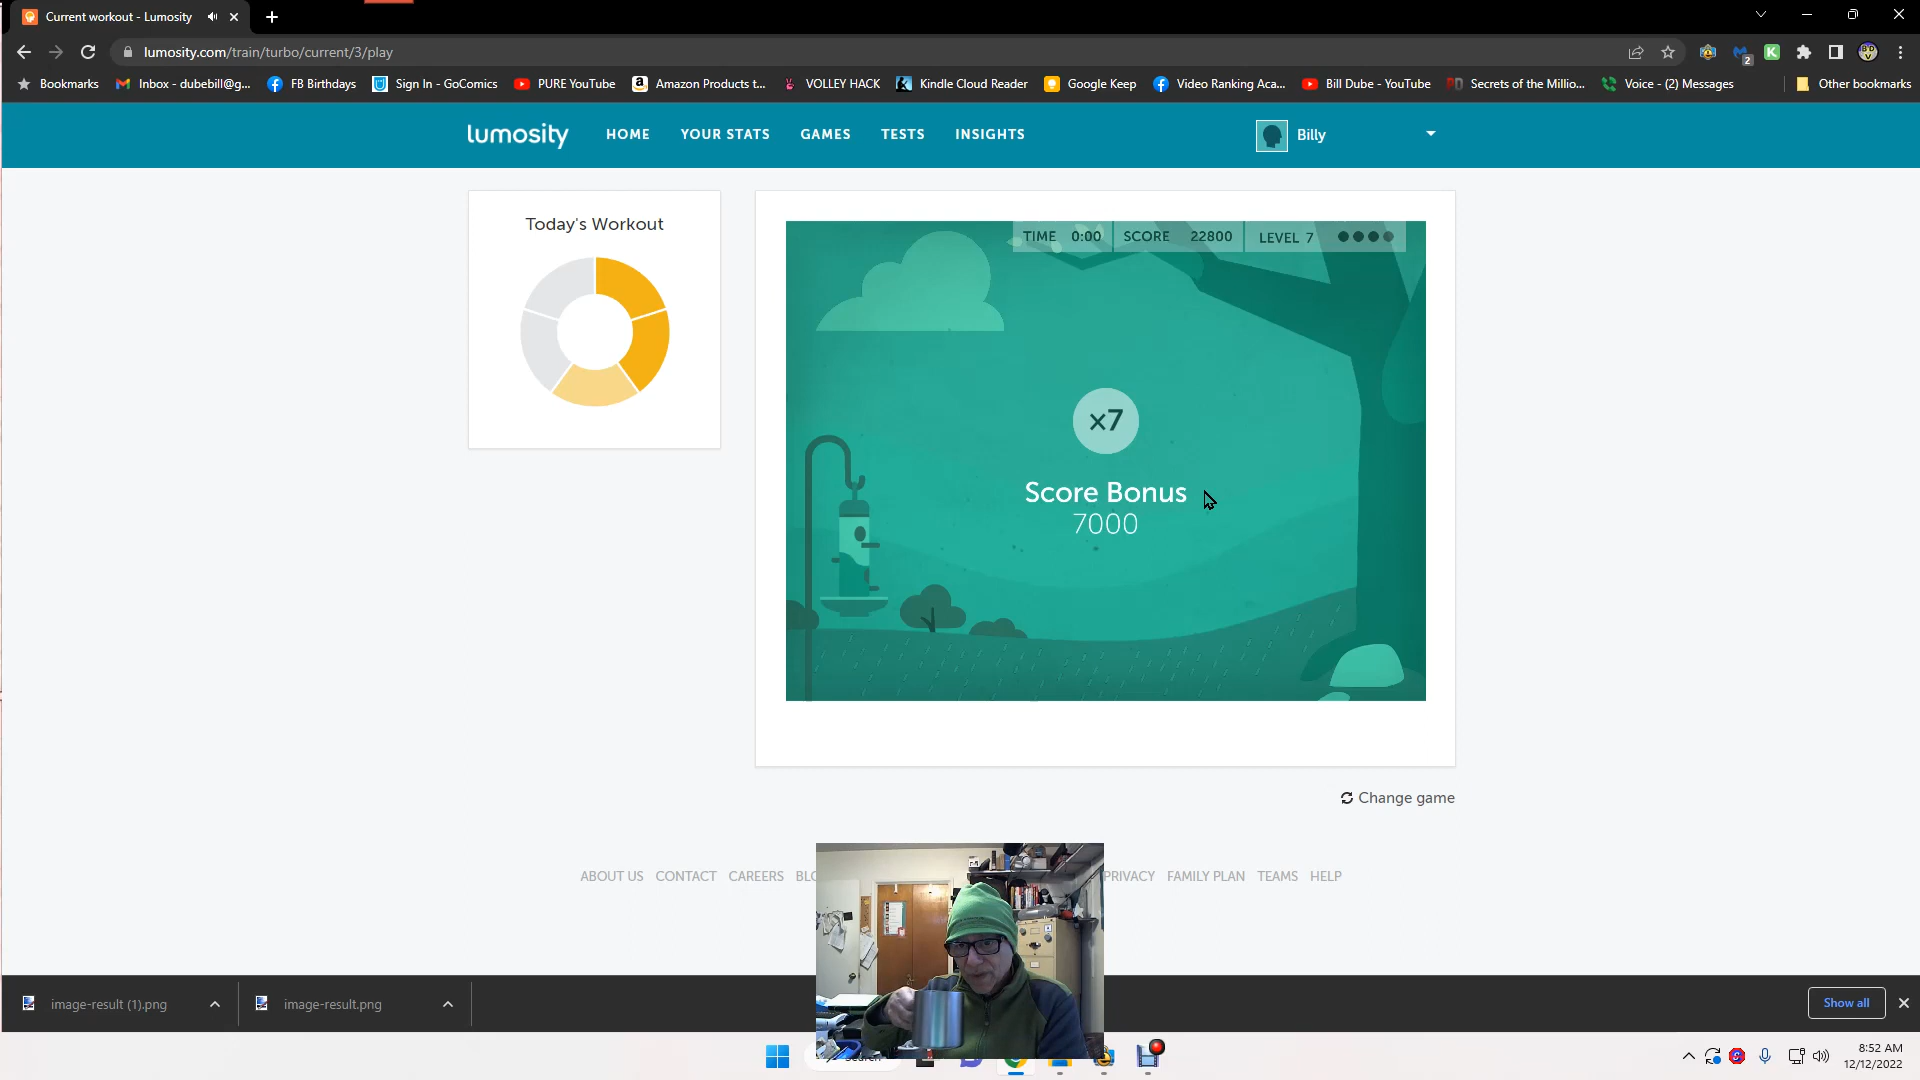 Current workout - Lumosity
lumosity.com/train/turbo/current/3/play
Bookmarks Inbox - dubebill@g... FB Birthdays Sign In - GoComics PURE YouTube Amazon Products t... VOLLEY HACK Kindle Cloud Reader Google Keep Video Ranking Aca... Bill Dube - YouTube Secrets of the Millio... Voice - (2) Messages Other bookmarks
lumosity HOME YOUR STATS GAMES TESTS INSIGHTS Billy
Today's Workout
TIME 0:00 SCORE 22800 LEVEL 7
x7
Score Bonus
7000
Change game
ABOUT US CONTACT CAREERS PRIVACY FAMILY PLAN TEAMS HELP
image-result (1).png image-result.png Show all
8:52 AM
12/12/2022